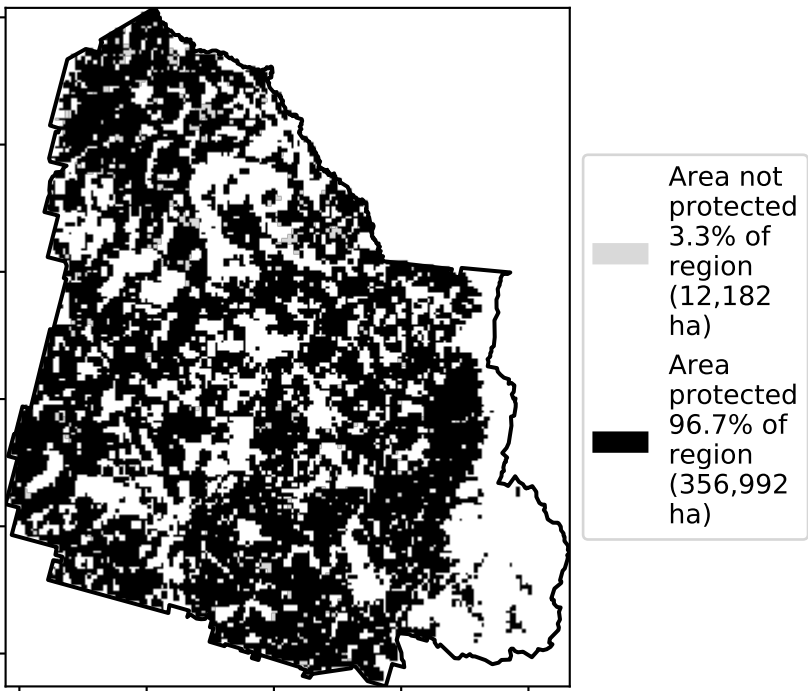 Area not
protected
3.3% of
region
(12,182
ha)
Area
protected
96.7% of
region
(356,992
ha)